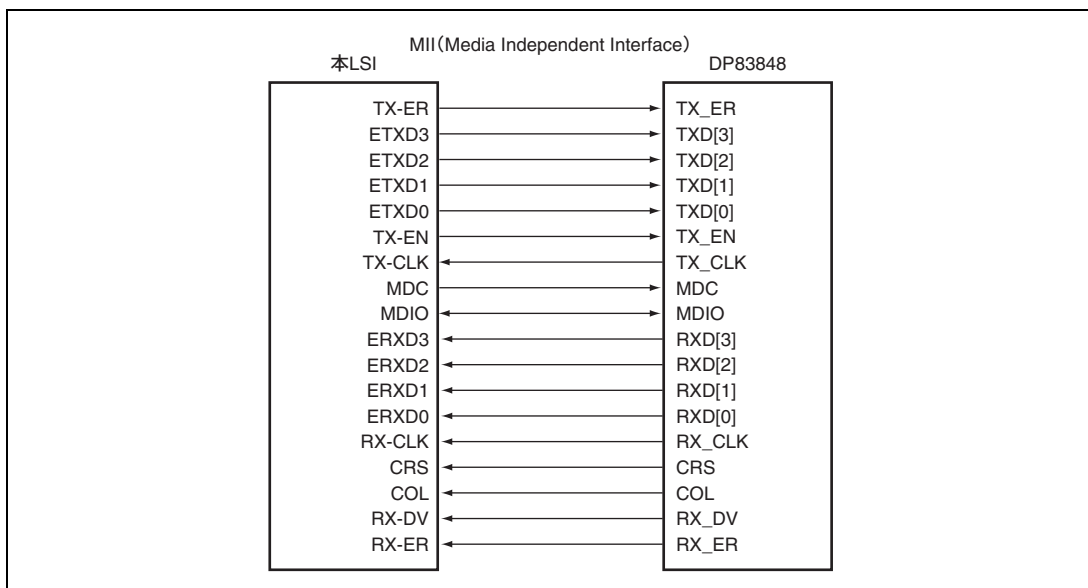 MII(Media Independent Interface)
本LSI DP83848
TX-ER TX_ER
ETXD3 TXD[3]
ETXD2 TXD[2]
ETXD1 TXD[1]
ETXD0 TXD[0]
TX-EN TX_EN
TX-CLK TX_CLK
MDC MDC
MDIO MDIO
ERXD3 RXD[3]
ERXD2 RXD[2]
ERXD1 RXD[1]
ERXD0 RXD[0]
RX-CLK RX_CLK
CRS CRS
COL COL
RX-DV RX_DV
RX-ER RX_ER